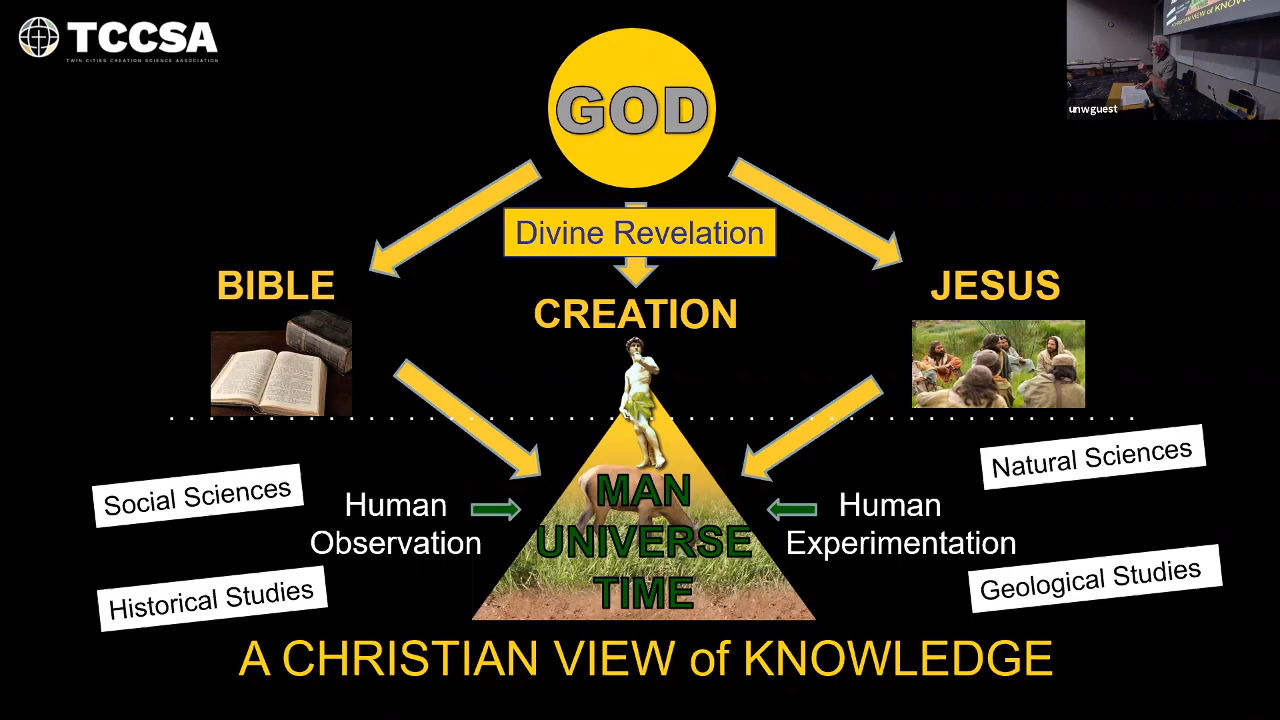 TCCSA
TWIN CITIES CREATION SCIENCE ASSOCIATION
GOD
unwguest
Divine Revelation
BIBLE
CREATION
JESUS
Social Sciences
Human
Observation
Historical Studies
MAN
UNIVERSE
TIME
Human
Experimentation
Natural Sciences
Geological Studies
A CHRISTIAN VIEW of KNOWLEDGE